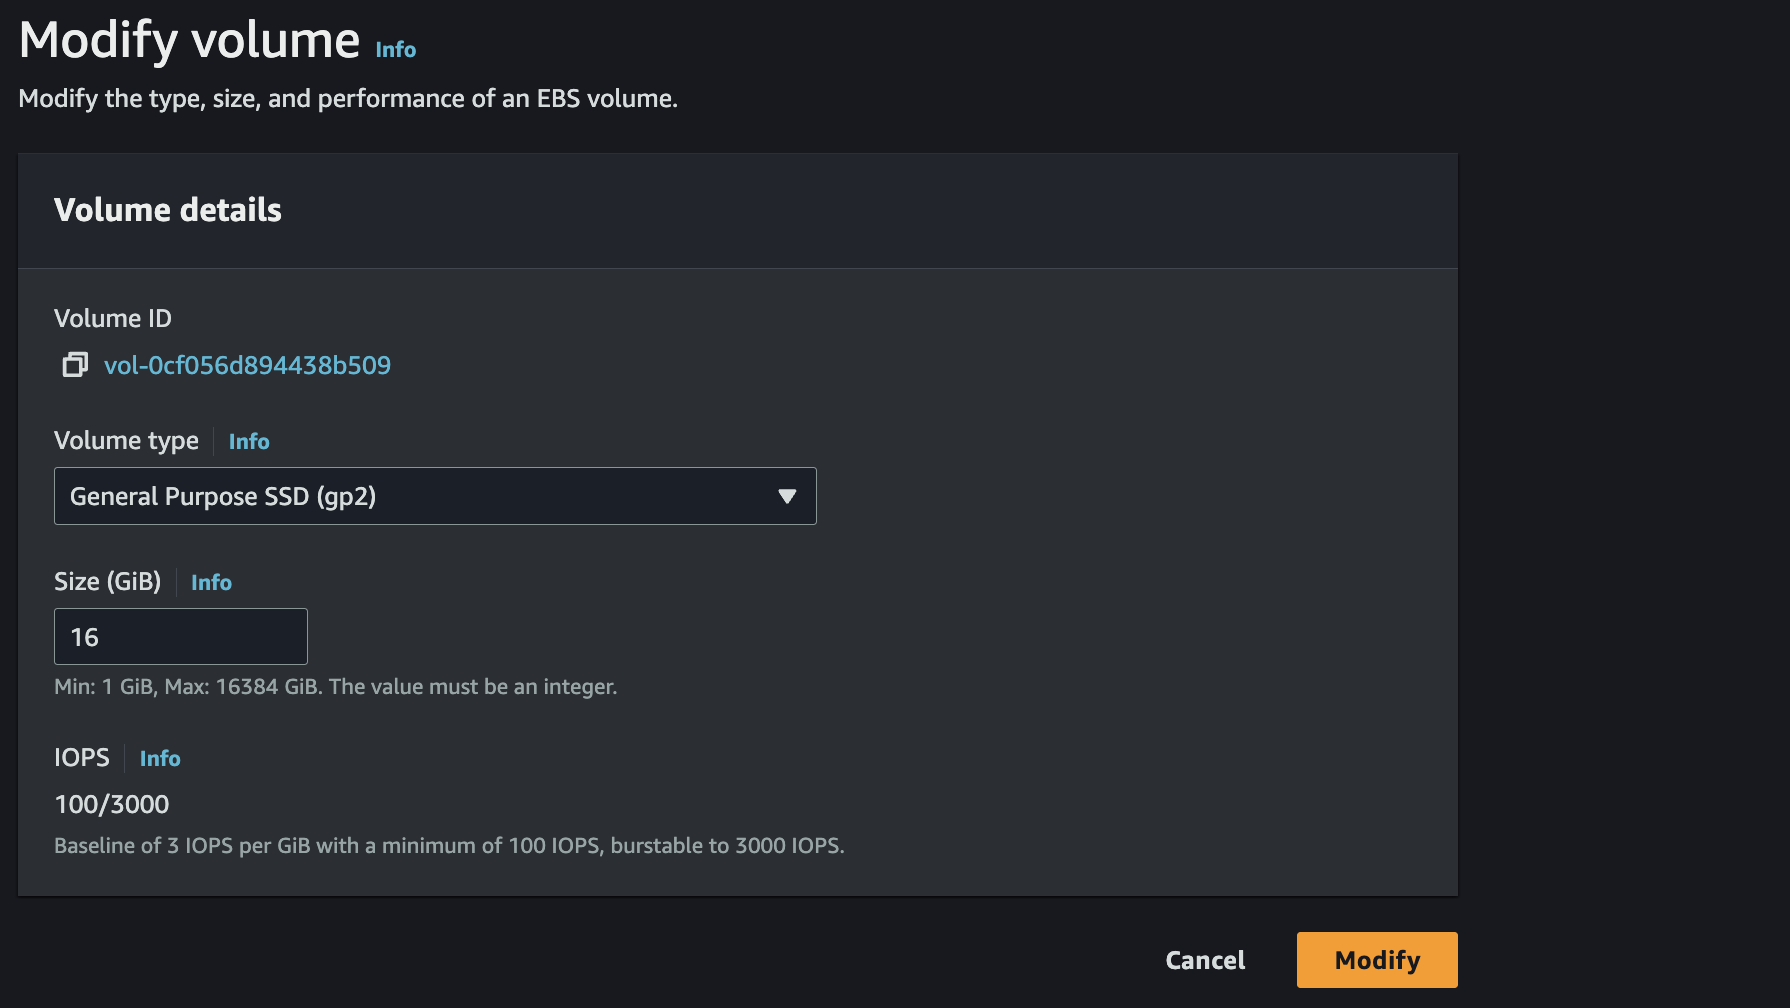 Modify volume Info
Modify the type, size, and performance of an EBS volume.
Volume details
Volume ID
vol-0cf056d894438b509
Volume type Info
General Purpose SSD (gp2)
Size (GiB) Info
16
Min: 1 GiB, Max: 16384 GiB. The value must be an integer.
IOPS Info
100/3000
Baseline of 3 IOPS per GiB with a minimum of 100 IOPS, burstable to 3000 IOPS.
Cancel Modify